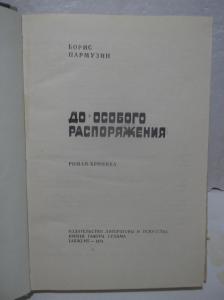 БОРИС
ПАРМУЗИН
ДО ОСОБОГО
РАСПОРЯЖЕНИЯ
РОМАН-ХРОНИКА
ИЗДАТЕЛЬСТВО ЛИТЕРАТУРЫ И ИСКУССТВА
ИМЕНИ ГАФУРА ГУЛЯМА
ТАШКЕНТ —